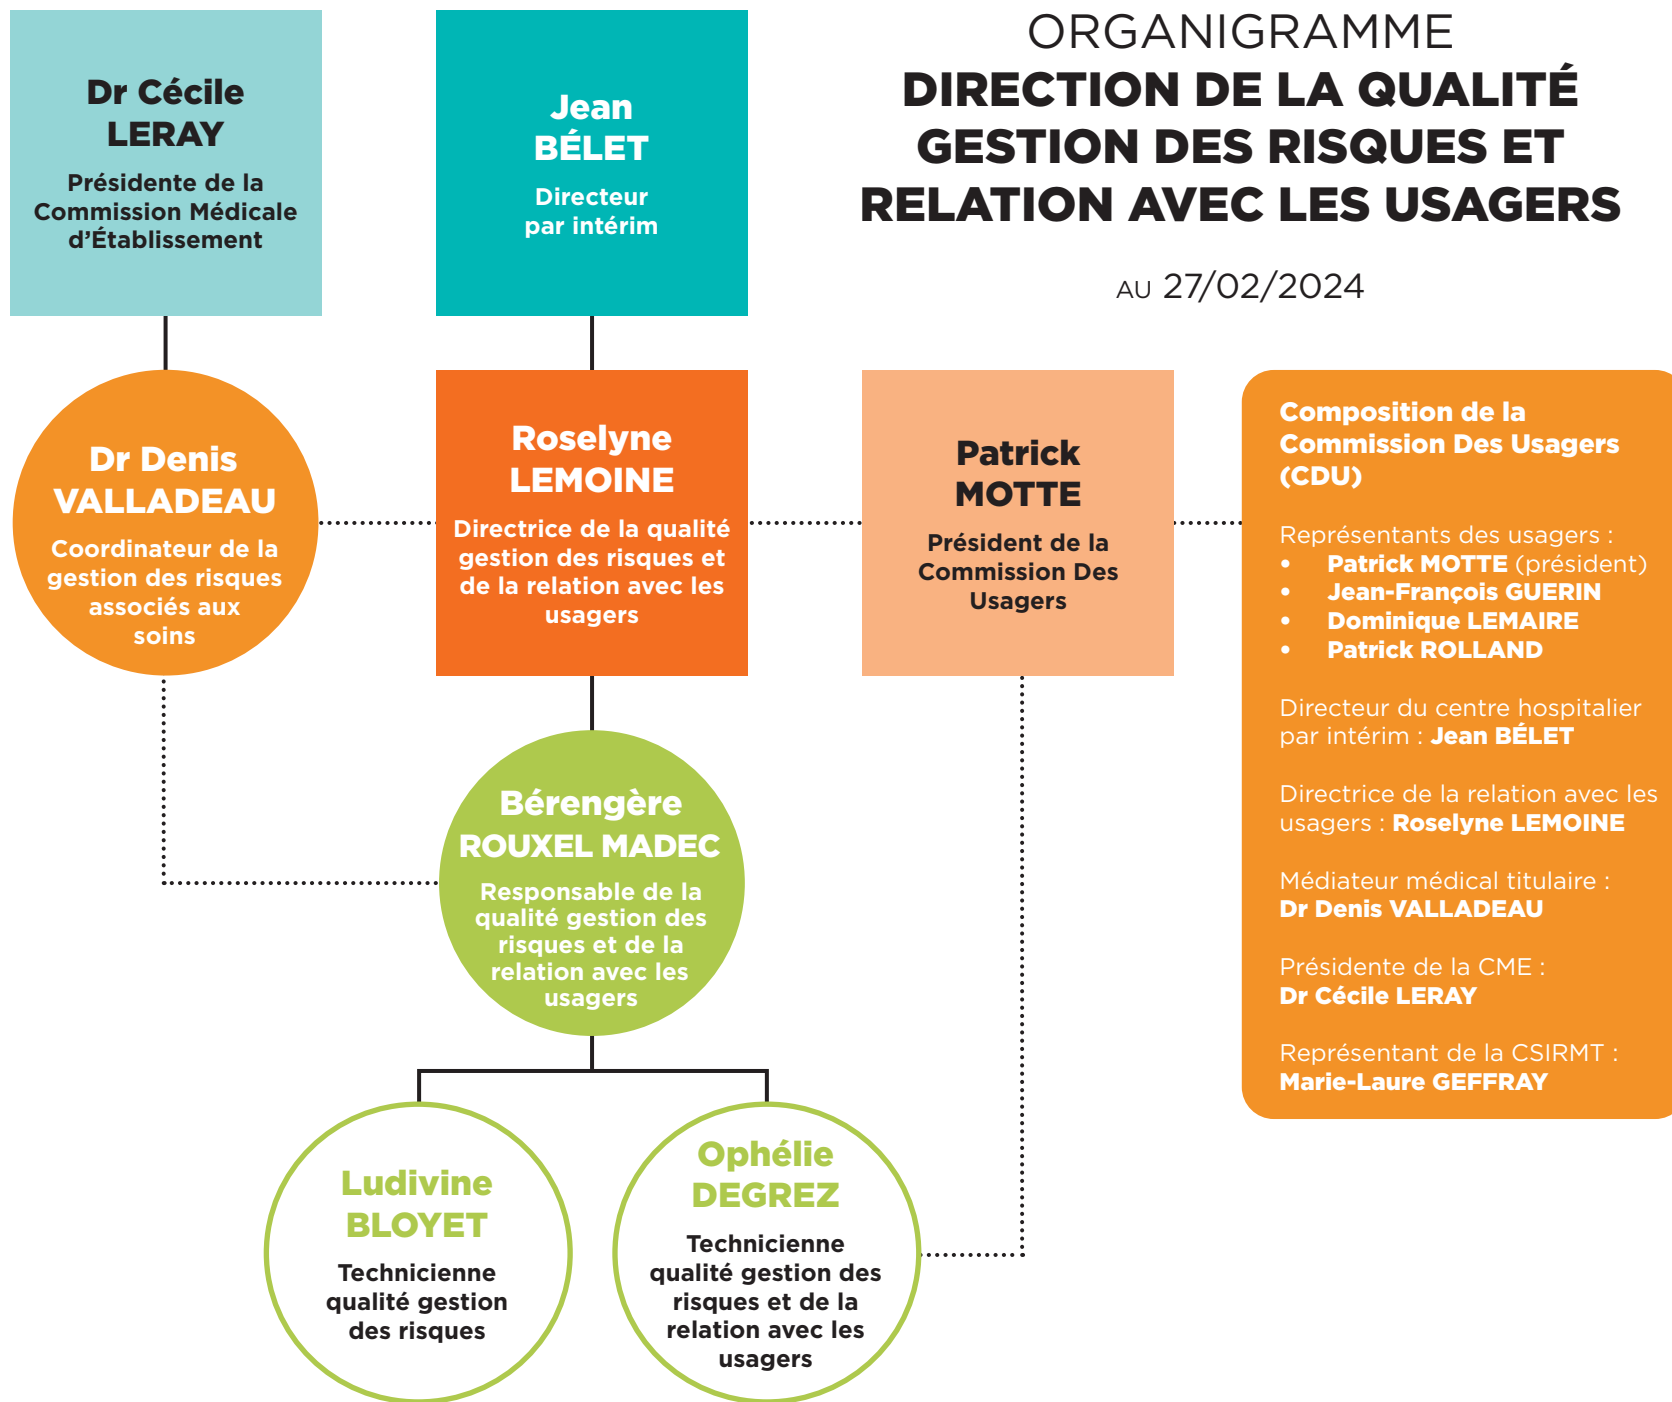 ORGANIGRAMME
DIRECTION DE LA QUALITÉ
GESTION DES RISQUES ET
RELATION AVEC LES USAGERS
AU 27/02/2024
Dr Cécile
LERAY
Présidente de la
Commission Médicale
d'Établissement
Jean
BÉLET
Directeur
par intérim
Dr Denis
VALLADEAU
Coordinateur de la
gestion des risques
associés aux
soins
Roselyne
LEMOINE
Directrice de la qualité
gestion des risques et
de la relation avec les
usagers
Patrick
MOTTE
Président de la
Commission Des
Usagers
Composition de la
Commission Des Usagers
(CDU)
Représentants des usagers :
• Patrick MOTTE (président)
• Jean-François GUERIN
• Dominique LEMAIRE
• Patrick ROLLAND
Directeur du centre hospitalier
par intérim : Jean BÉLET
Directrice de la relation avec les
usagers : Roselyne LEMOINE
Médiateur médical titulaire :
Dr Denis VALLADEAU
Présidente de la CME :
Dr Cécile LERAY
Représentant de la CSIRMT :
Marie-Laure GEFFRAY
Bérengère
ROUXEL MADEC
Responsable de la
qualité gestion des
risques et de la
relation avec les
usagers
Ludivine
BLOYET
Technicienne
qualité gestion
des risques
Ophélie
DEGREZ
Technicienne
qualité gestion des
risques et de la
relation avec les
usagers